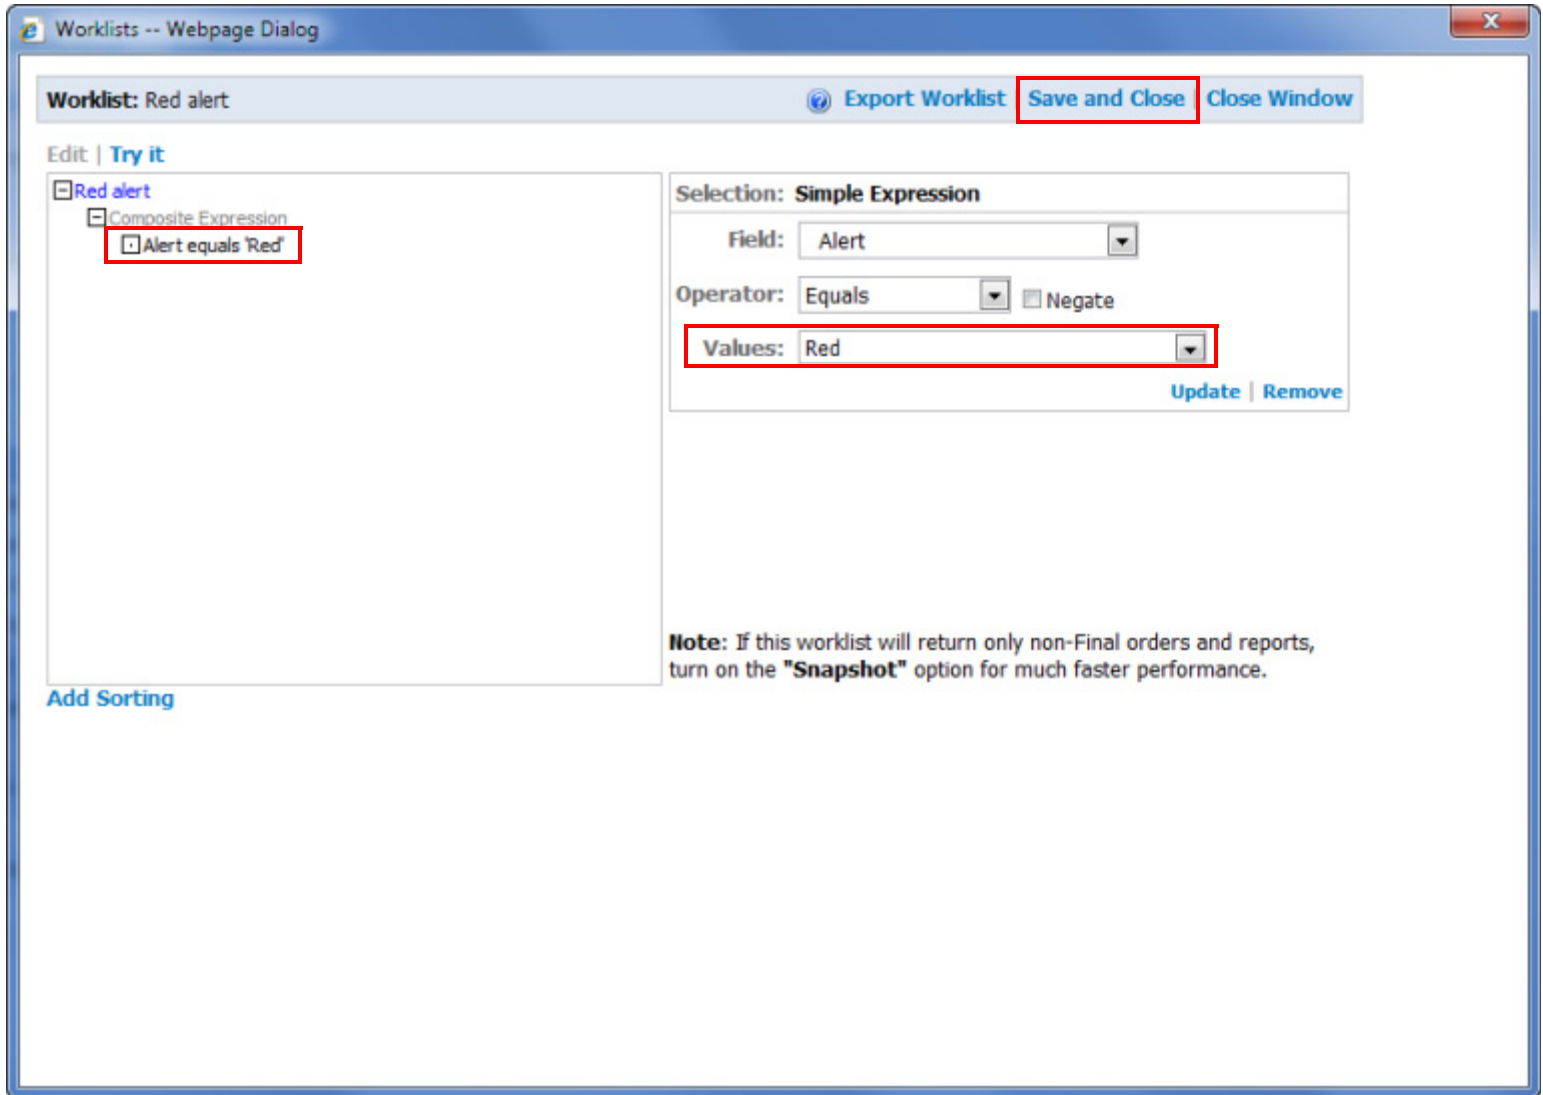 Worklists -- Webpage Dialog
Worklist: Red alert
Export Worklist | Save and Close | Close Window
Edit | Try it
Red alert
Composite Expression
Alert equals 'Red'
Selection: Simple Expression
Field: Alert
Operator: Equals Negate
Values: Red
Update | Remove
Note: If this worklist will return only non-Final orders and reports,
turn on the "Snapshot" option for much faster performance.
Add Sorting